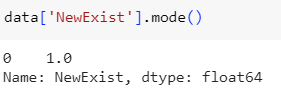 data['NewExist'].mode()
0    1.0
Name: NewExist, dtype: float64